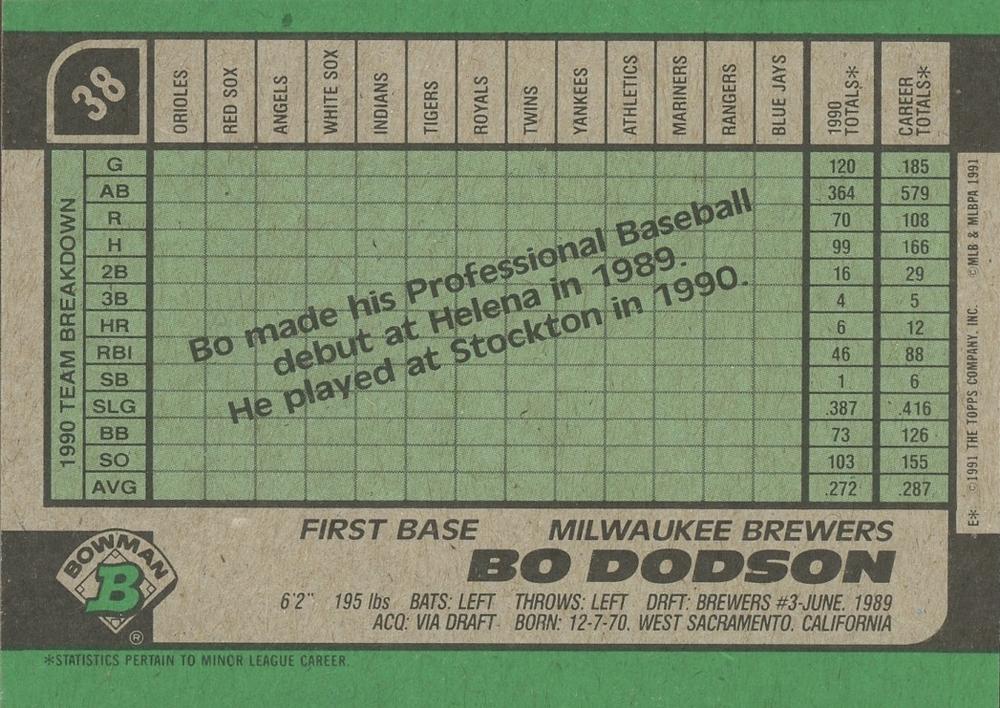 38
ORIOLES RED SOX ANGELS WHITE SOX INDIANS TIGERS ROYALS TWINS YANKEES ATHLETICS MARINERS RANGERS BLUE JAYS 1990 TOTALS* CAREER TOTALS*
1990 TEAM BREAKDOWN
G 120 185
AB 364 579
R 70 108
H 99 166
2B 16 29
3B 4 5
HR 6 12
RBI 46 88
SB 1 6
SLG .387 .416
BB 73 126
SO 103 155
AVG .272 .287
Bo made his Professional Baseball
debut at Helena in 1989.
He played at Stockton in 1990.
E* ©1991 THE TOPPS COMPANY, INC. ©MLB & MLBPA 1991
BOWMAN
B
®
FIRST BASE MILWAUKEE BREWERS
BO DODSON
6'2" 195 lbs BATS: LEFT THROWS: LEFT DRFT: BREWERS #3-JUNE. 1989
ACQ: VIA DRAFT BORN: 12-7-70. WEST SACRAMENTO. CALIFORNIA
*STATISTICS PERTAIN TO MINOR LEAGUE CAREER.